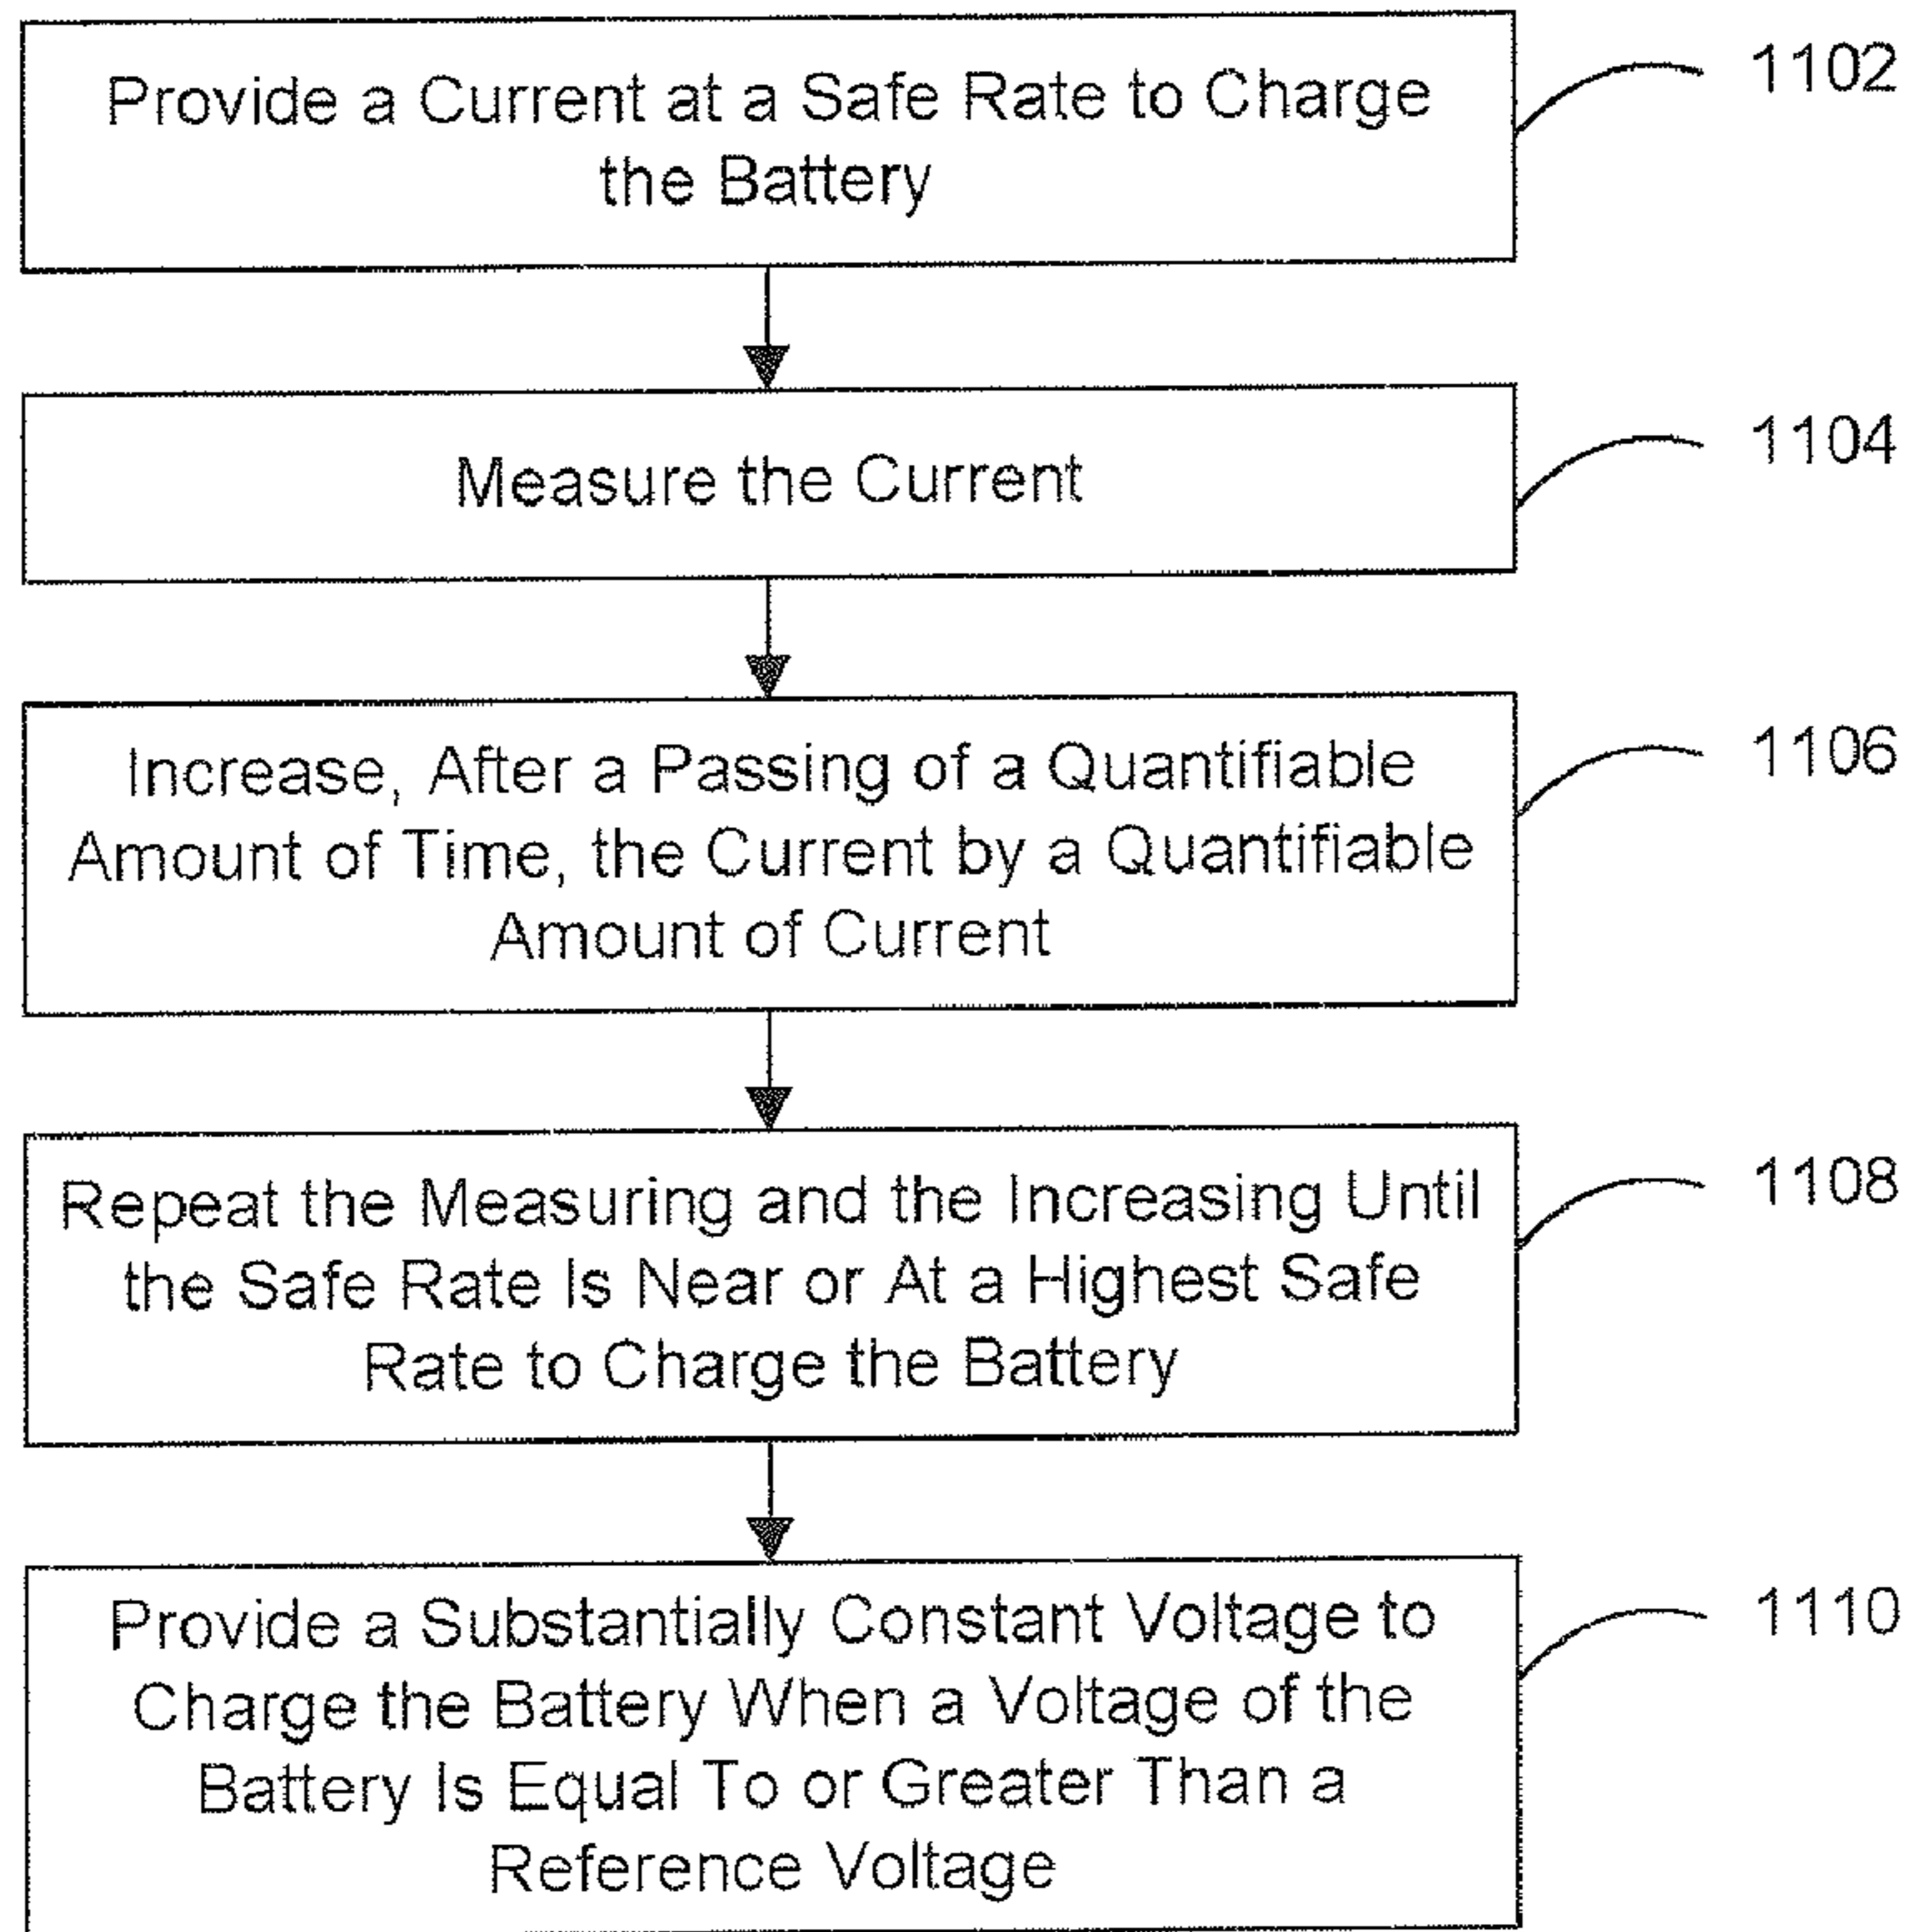 Provide a Current at a Safe Rate to Charge
the Battery
1102
Measure the Current
1104
Increase, After a Passing of a Quantifiable
Amount of Time, the Current by a Quantifiable
Amount of Current
1106
Repeat the Measuring and the Increasing Until
the Safe Rate Is Near or At a Highest Safe
Rate to Charge the Battery
1108
Provide a Substantially Constant Voltage to
Charge the Battery When a Voltage of the
Battery Is Equal To or Greater Than a
Reference Voltage
1110